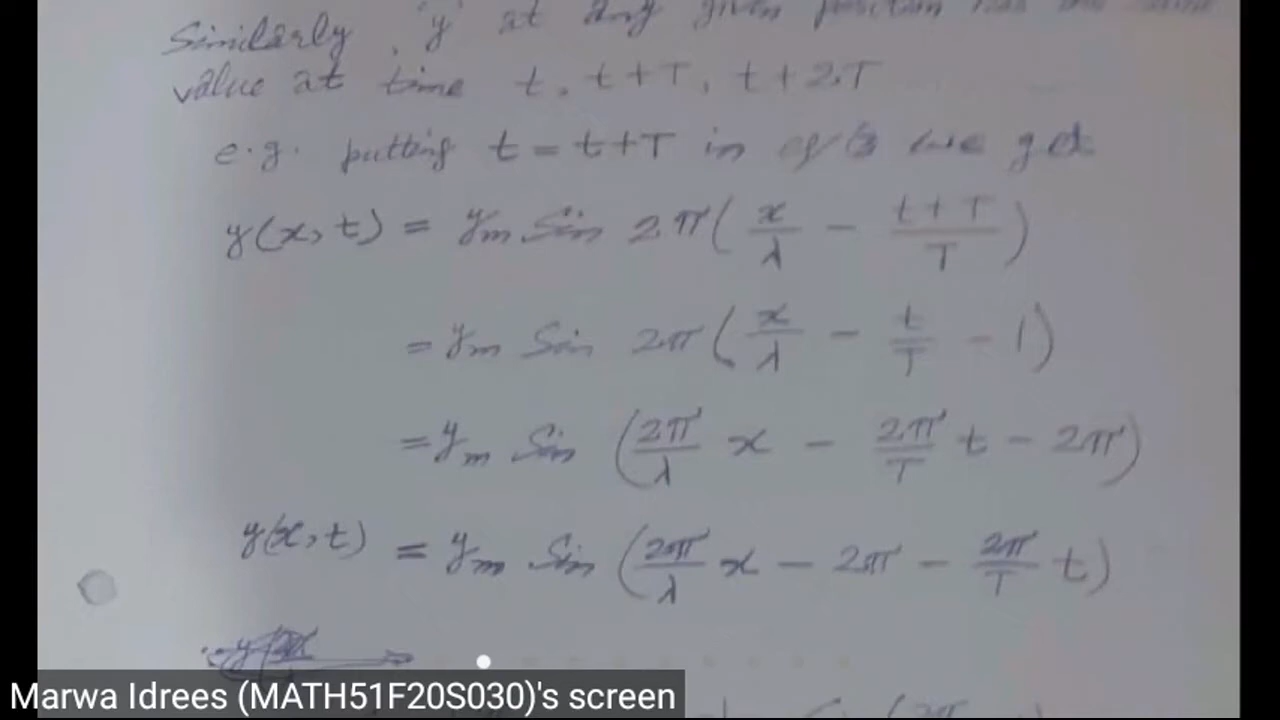 Similarly, 'y' at any given position has the same
value at time t, t+T, t+2T
e.g. putting t = t+T in eq 3 we get
y(x,t) = yₘ Sin 2π( x/λ − (t+T)/T )
= yₘ Sin 2π( x/λ − t/T − 1)
= yₘ Sin ( 2π/λ x − 2π/T t − 2π)
y(x,t) = yₘ Sin ( 2π/λ x − 2π − 2π/T t)
Marwa Idrees (MATH51F20S030)'s screen